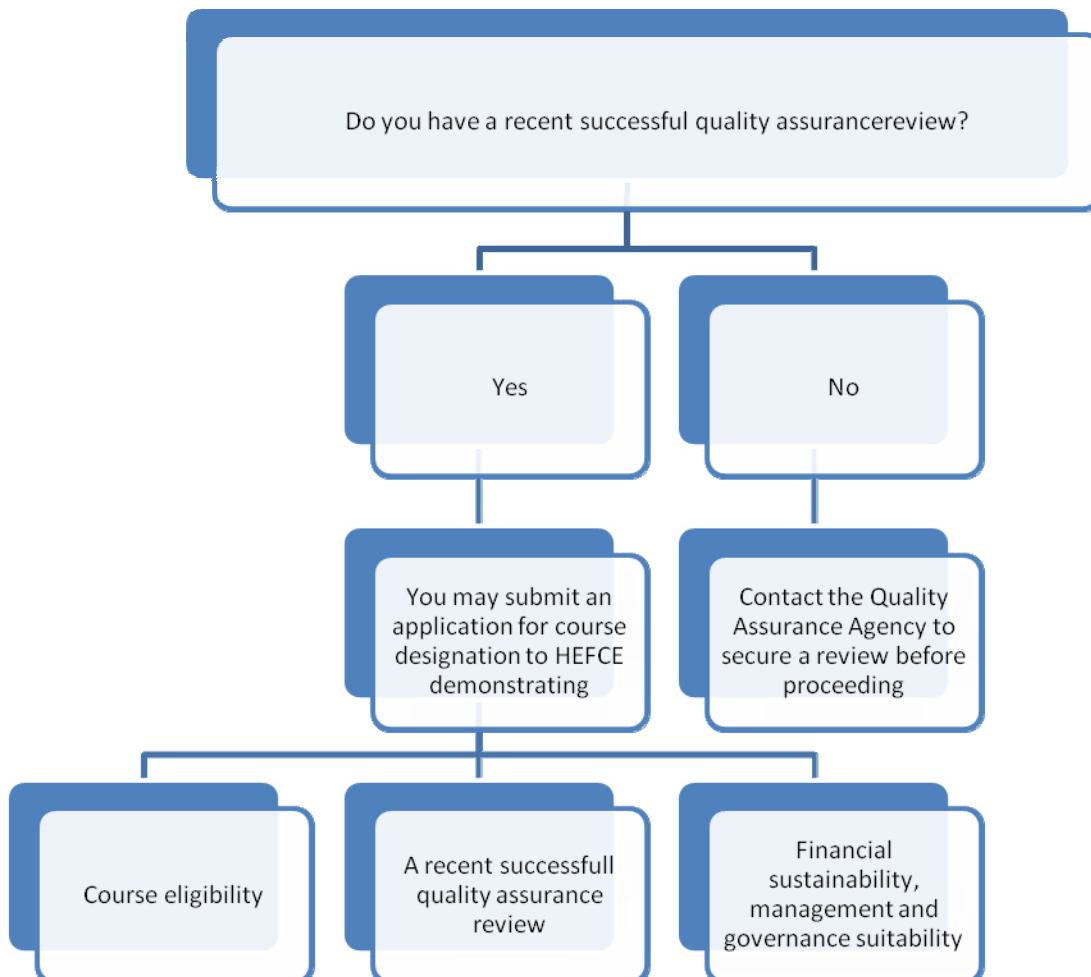 Do you have a recent successful quality assurancereview?
Yes
No
You may submit an
application for course
designation to HEFCE
demonstrating
Contact the Quality
Assurance Agency to
secure a review before
proceeding
Course eligibility
A recent successfull
quality assurance
review
Financial
sustainability,
management and
governance suitability